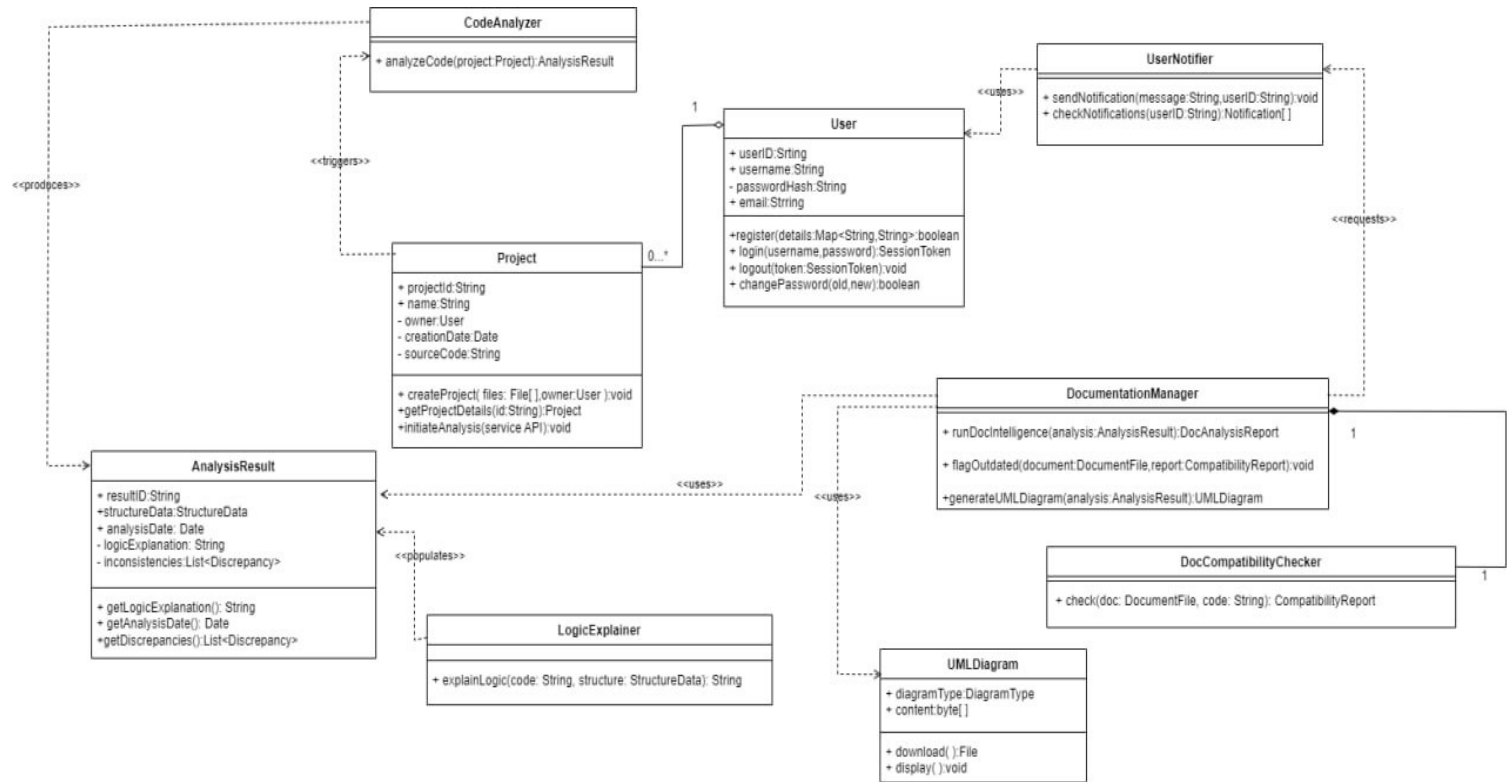 CodeAnalyzer
+ analyzeCode(project:Project):AnalysisResult
<<produces>>
<<triggers>>
UserNotifier
+ sendNotification(message:String,userID:String):void
+ checkNotifications(userID:String):Notification[ ]
<<uses>>
<<requests>>
1
User
+ userID:Srting
+ username:String
- passwordHash:String
+ email:Strring
+register(details:Map<String,String>:boolean
+ login(username,password):SessionToken
+ logout(token:SessionToken):void
+ changePassword(old,new):boolean
0...*
Project
+ projectId:String
+ name:String
- owner:User
- creationDate:Date
- sourceCode:String
+ createProject( files: File[ ],owner:User ):void
+getProjectDetails(id:String):Project
+initiateAnalysis(service API):void
DocumentationManager
+ runDocIntelligence(analysis:AnalysisResult):DocAnalysisReport
+ flagOutdated(document:DocumentFile,report:CompatibilityReport):void
+generateUMLDiagram(analysis:AnalysisResult):UMLDiagram
1
<<uses>>
<<uses>>
AnalysisResult
+ resultID:String
+structureData:StructureData
+ analysisDate: Date
- logicExplanation: String
- inconsistencies:List<Discrepancy>
+ getLogicExplanation(): String
+ getAnalysisDate(): Date
+getDiscrepancies():List<Discrepancy>
<<populates>>
DocCompatibilityChecker
+ check(doc: DocumentFile, code: String): CompatibilityReport
1
LogicExplainer
+ explainLogic(code: String, structure: StructureData): String
UMLDiagram
+ diagramType:DiagramType
+ content:byte[ ]
+ download( ):File
+ display( ):void